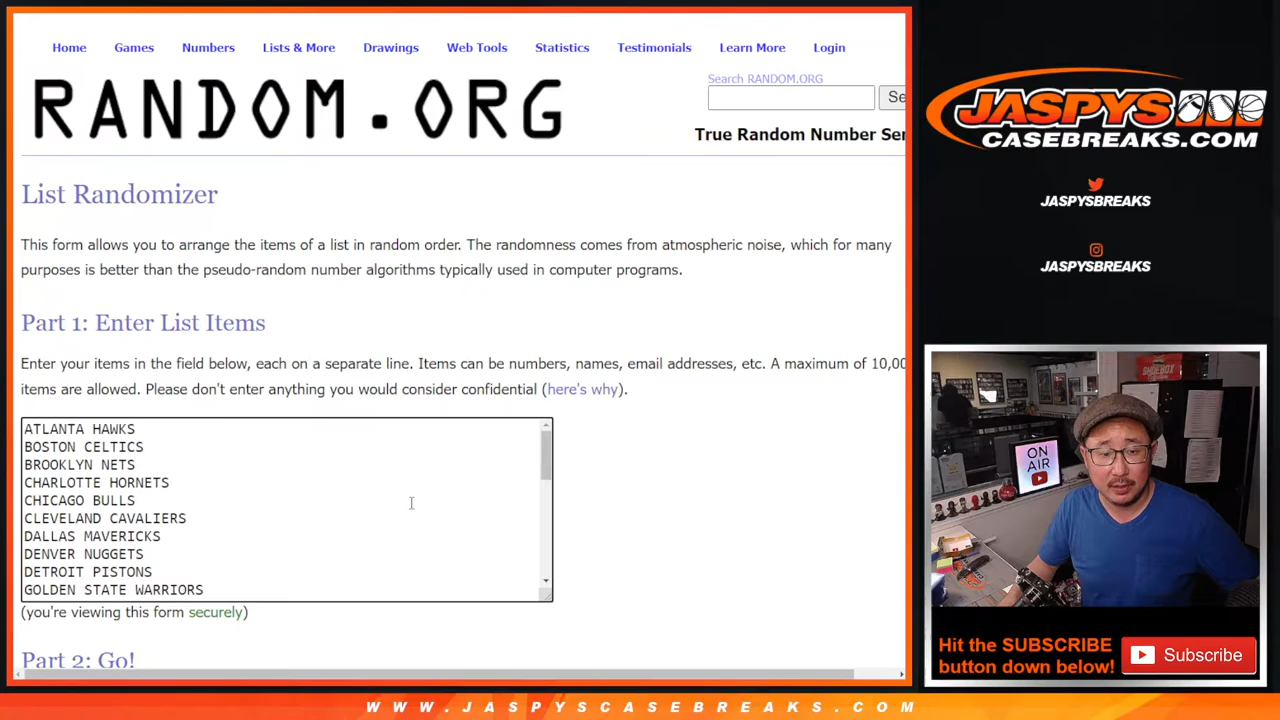 Home Games Numbers Lists & More Drawings Web Tools Statistics Testimonials Learn More Login
RANDOM.ORG
Search RANDOM.ORG
Se
True Random Number Ser
List Randomizer
This form allows you to arrange the items of a list in random order. The randomness comes from atmospheric noise, which for many
purposes is better than the pseudo-random number algorithms typically used in computer programs.
Part 1: Enter List Items
Enter your items in the field below, each on a separate line. Items can be numbers, names, email addresses, etc. A maximum of 10,00
items are allowed. Please don't enter anything you would consider confidential (here's why).
ATLANTA HAWKS
BOSTON CELTICS
BROOKLYN NETS
CHARLOTTE HORNETS
CHICAGO BULLS
CLEVELAND CAVALIERS
DALLAS MAVERICKS
DENVER NUGGETS
DETROIT PISTONS
GOLDEN STATE WARRIORS
(you're viewing this form securely)
Part 2: Go!
JASPYS
CASEBREAKS.COM
JASPYSBREAKS
JASPYSBREAKS
SHOEBOX
ON
AIR
Hit the SUBSCRIBE
button down below!
Subscribe
WWW.JASPYSCASEBREAKS.COM